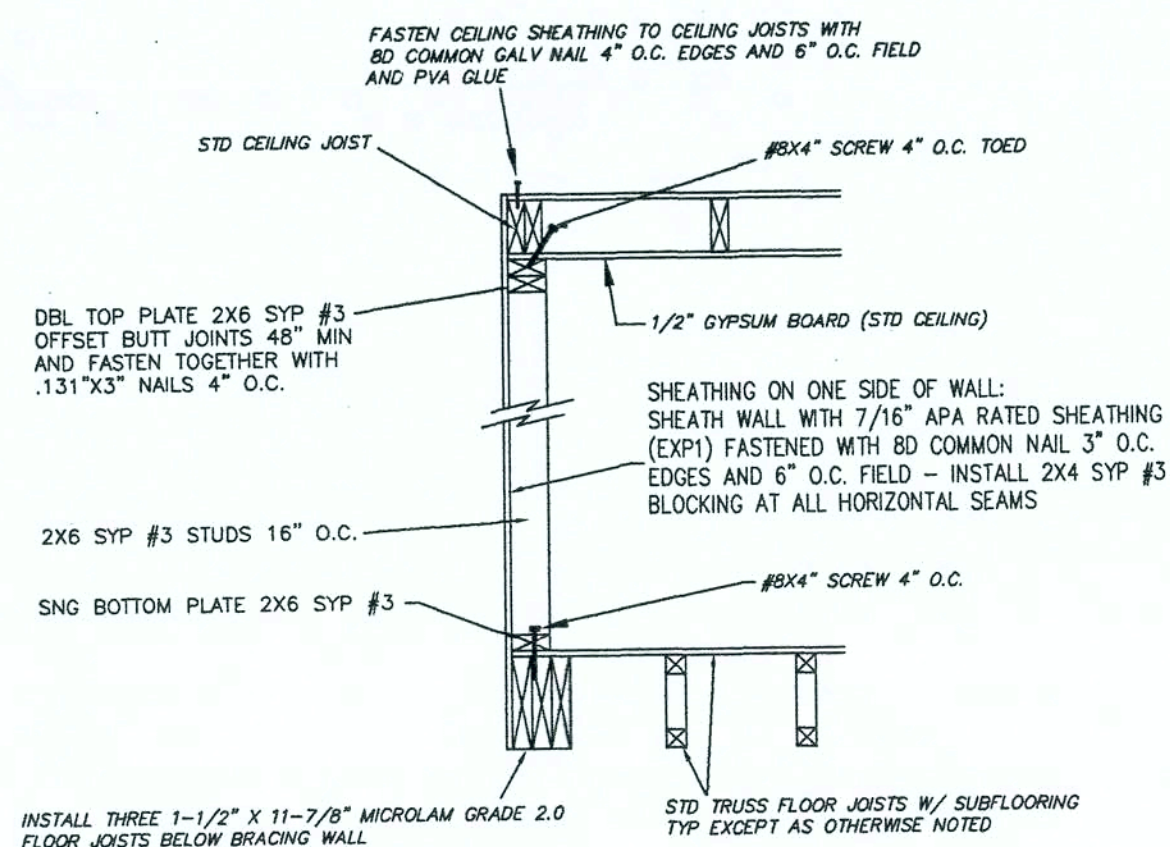 FASTEN CEILING SHEATHING TO CEILING JOISTS WITH
8D COMMON GALV NAIL 4" O.C. EDGES AND 6" O.C. FIELD
AND PVA GLUE
STD CEILING JOIST
#8X4" SCREW 4" O.C. TOED
DBL TOP PLATE 2X6 SYP #3
OFFSET BUTT JOINTS 48" MIN
AND FASTEN TOGETHER WITH
.131"X3" NAILS 4" O.C.
1/2" GYPSUM BOARD (STD CEILING)
SHEATHING ON ONE SIDE OF WALL:
SHEATH WALL WITH 7/16" APA RATED SHEATHING
(EXP1) FASTENED WITH 8D COMMON NAIL 3" O.C.
EDGES AND 6" O.C. FIELD – INSTALL 2X4 SYP #3
BLOCKING AT ALL HORIZONTAL SEAMS
2X6 SYP #3 STUDS 16" O.C.
SNG BOTTOM PLATE 2X6 SYP #3
#8X4" SCREW 4" O.C.
INSTALL THREE 1-1/2" X 11-7/8" MICROLAM GRADE 2.0
FLOOR JOISTS BELOW BRACING WALL
STD TRUSS FLOOR JOISTS W/ SUBFLOORING
TYP EXCEPT AS OTHERWISE NOTED